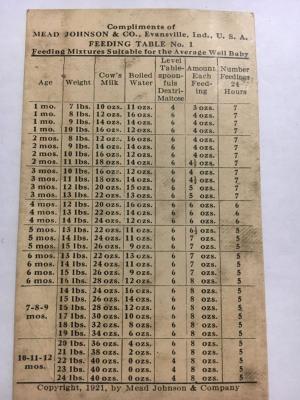 Compliments of
MEAD JOHNSON & CO., Evansville, Ind., U. S. A.
FEEDING TABLE No. 1
Feeding Mixtures Suitable for the Average Well Baby
Age Weight Cow's Milk Boiled Water Level Table-spoonfuls Dextri-Maltose Amount Each Feeding Number Feedings 24 Hours
1 mo. 7 lbs. 10 ozs. 11 ozs. 4 3 ozs. 7
1 mo. 8 lbs. 12 ozs. 16 ozs. 6 4 ozs. 7
1 mo. 9 lbs. 14 ozs. 14 ozs. 6 4 ozs. 7
1 mo. 10 lbs. 16 ozs. 12 ozs. 6 4 ozs. 7
2 mos. 8 lbs. 12 ozs. 16 ozs. 6 4 ozs. 7
2 mos. 9 lbs. 14 ozs. 14 ozs. 6 4 ozs. 7
2 mos. 10 lbs. 16 ozs. 12 ozs. 6 4 ozs. 7
2 mos. 11 lbs. 18 ozs. 14 ozs. 6 4½ ozs. 7
3 mos. 10 lbs. 16 ozs. 12 ozs. 6 4 ozs. 7
3 mos. 11 lbs. 18 ozs. 14 ozs. 6 4½ ozs. 7
3 mos. 12 lbs. 20 ozs. 15 ozs. 6 5 ozs. 7
3 mos. 13 lbs. 22 ozs. 13 ozs. 6 5 ozs. 7
4 mos. 12 lbs. 20 ozs. 16 ozs. 6 6 ozs. 6
4 mos. 13 lbs. 22 ozs. 14 ozs. 6 6 ozs. 6
4 mos. 14 lbs. 24 ozs. 12 ozs. 6 6 ozs. 6
5 mos. 13 lbs. 22 ozs. 11 ozs. 6 6½ ozs. 5
5 mos. 14 lbs. 24 ozs. 11 ozs. 6 7 ozs. 5
5 mos. 15 lbs. 26 ozs. 9 ozs. 6 7 ozs. 5
6 mos. 13 lbs. 22 ozs. 13 ozs. 6 7 ozs. 5
6 mos. 14 lbs. 24 ozs. 11 ozs. 6 7 ozs. 5
6 mos. 15 lbs. 26 ozs. 9 ozs. 6 7 ozs. 5
6 mos. 16 lbs. 28 ozs. 12 ozs. 6 8 ozs. 5
7-8-9 mos.
14 lbs. 24 ozs. 16 ozs. 6 8 ozs. 5
15 lbs. 26 ozs. 14 ozs. 6 8 ozs. 5
16 lbs. 28 ozs. 12 ozs. 6 8 ozs. 5
17 lbs. 30 ozs. 10 ozs. 6 8 ozs. 5
18 lbs. 32 ozs. 8 ozs. 6 8 ozs. 5
19 lbs. 34 ozs. 6 ozs. 6 8 ozs. 5
10-11-12 mos.
20 lbs. 36 ozs. 4 ozs. 6 8 ozs. 5
21 lbs. 38 ozs. 2 ozs. 6 8 ozs. 5
22 lbs. 40 ozs. 0 ozs. 4 8 ozs. 5
23 lbs. 40 ozs. 0 ozs. 4 8 ozs. 5
24 lbs. 40 ozs. 0 ozs. 4 8 ozs. 5
Copyright, 1921, by Mead Johnson & Company